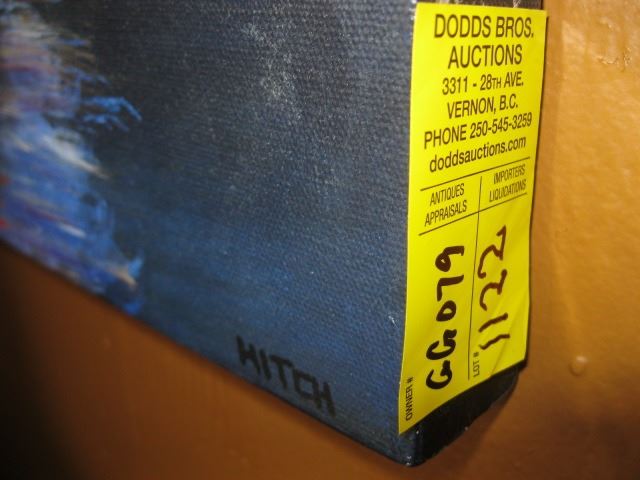 DODDS BROS.
AUCTIONS
3311 - 28TH AVE.
VERNON, B.C.
PHONE 250-545-3259
doddsauctions.com
ANTIQUES
APPRAISALS
IMPORTERS
LIQUIDATIONS
OWNER #
GG079
LOT #
1122
HITCH